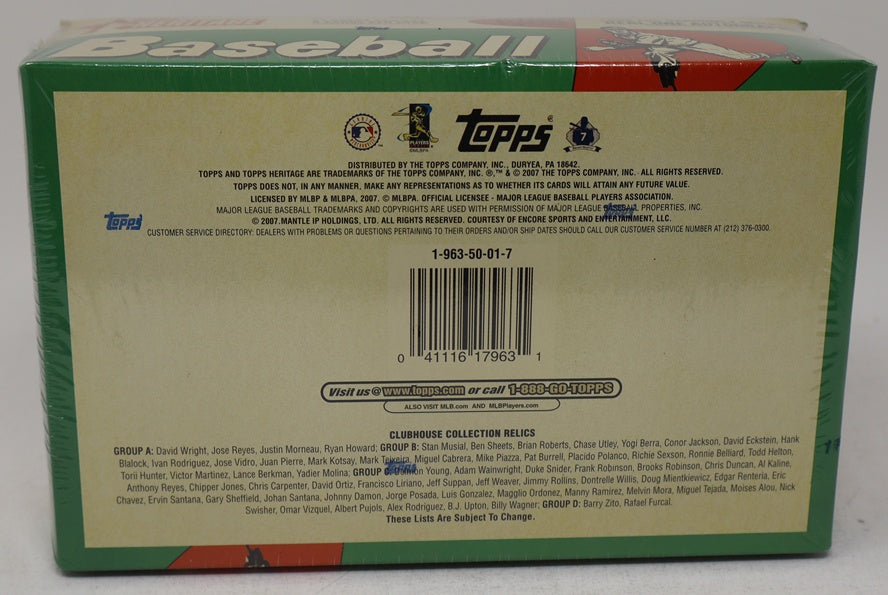 Baseball
topps
PLAYERS
topps®
7
DISTRIBUTED BY THE TOPPS COMPANY, INC., DURYEA, PA 18642.
TOPPS AND TOPPS HERITAGE ARE TRADEMARKS OF THE TOPPS COMPANY, INC. ®,™ & © 2007 THE TOPPS COMPANY, INC. ALL RIGHTS RESERVED.
TOPPS DOES NOT, IN ANY MANNER, MAKE ANY REPRESENTATIONS AS TO WHETHER ITS CARDS WILL ATTAIN ANY FUTURE VALUE.
LICENSED BY MLBP & MLBPA, 2007. © MLBPA. OFFICIAL LICENSEE - MAJOR LEAGUE BASEBALL PLAYERS ASSOCIATION.
MAJOR LEAGUE BASEBALL TRADEMARKS AND COPYRIGHTS ARE USED WITH PERMISSION OF MAJOR LEAGUE BASEBALL PROPERTIES, INC.
© 2007 MANTLE IP HOLDINGS, LTD. ALL RIGHTS RESERVED. COURTESY OF ENCORE SPORTS AND ENTERTAINMENT, LLC.
topps
CUSTOMER SERVICE DIRECTORY: DEALERS WITH PROBLEMS OR QUESTIONS PERTAINING TO THEIR ORDERS AND/OR SHIP DATES SHOULD CALL OUR CUSTOMER SERVICE NUMBER AT (212) 376-0300.
1-963-50-01-7
0 41116 17963 1
Visit us @ www.topps.com or call 1-888-GO-TOPPS
ALSO VISIT MLB.com AND MLBPlayers.com
CLUBHOUSE COLLECTION RELICS
GROUP A: David Wright, Jose Reyes, Justin Morneau, Ryan Howard; GROUP B: Stan Musial, Ben Sheets, Brian Roberts, Chase Utley, Yogi Berra, Conor Jackson, David Eckstein, Hank
Blalock, Ivan Rodriguez, Jose Vidro, Juan Pierre, Mark Kotsay, Mark Teixeira, Miguel Cabrera, Mike Piazza, Pat Burrell, Placido Polanco, Richie Sexson, Ronnie Belliard, Todd Helton,
Torii Hunter, Victor Martinez, Lance Berkman, Yadier Molina; GROUP C: Delmon Young, Adam Wainwright, Duke Snider, Frank Robinson, Brooks Robinson, Chris Duncan, Al Kaline,
Anthony Reyes, Chipper Jones, Chris Carpenter, David Ortiz, Francisco Liriano, Jeff Suppan, Jeff Weaver, Jimmy Rollins, Dontrelle Willis, Doug Mientkiewicz, Edgar Renteria, Eric
Chavez, Ervin Santana, Gary Sheffield, Johan Santana, Johnny Damon, Jorge Posada, Luis Gonzalez, Magglio Ordonez, Manny Ramirez, Melvin Mora, Miguel Tejada, Moises Alou, Nick
Swisher, Omar Vizquel, Albert Pujols, Alex Rodriguez, B.J. Upton, Billy Wagner; GROUP D: Barry Zito, Rafael Furcal.
These Lists Are Subject To Change.